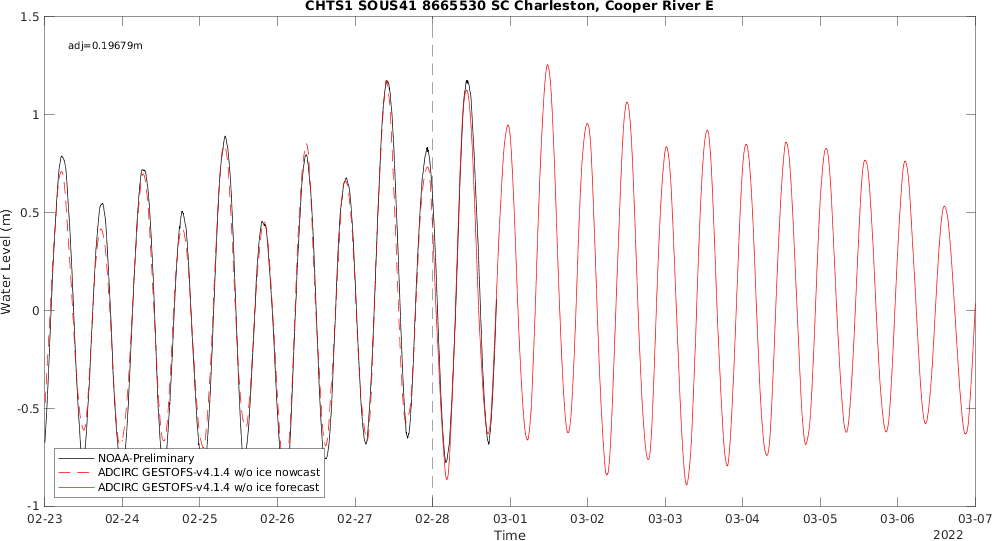 CHTS1 SOUS41 8665530 SC Charleston, Cooper River E
adj=0.19679m
1.5
1
0.5
0
-0.5
-1
Water Level (m)
NOAA-Preliminary
ADCIRC GESTOFS-v4.1.4 w/o ice nowcast
ADCIRC GESTOFS-v4.1.4 w/o ice forecast
02-23 02-24 02-25 02-26 02-27 02-28 03-01 03-02 03-03 03-04 03-05 03-06 03-07
Time
2022